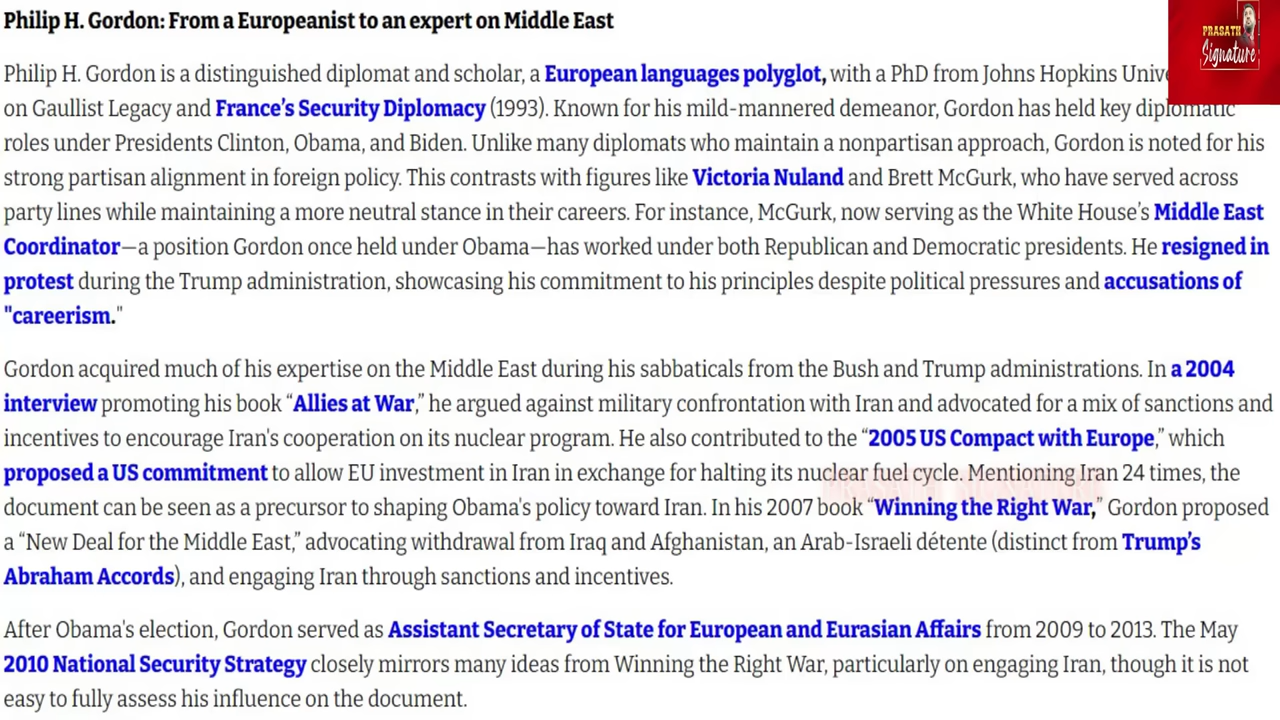 Philip H. Gordon: From a Europeanist to an expert on Middle East
PRASATH
Signature
Philip H. Gordon is a distinguished diplomat and scholar, a European languages polyglot, with a PhD from Johns Hopkins
on Gaullist Legacy and France's Security Diplomacy (1993). Known for his mild-mannered demeanor, Gordon has held key diplomatic
roles under Presidents Clinton, Obama, and Biden. Unlike many diplomats who maintain a nonpartisan approach, Gordon is noted for his
strong partisan alignment in foreign policy. This contrasts with figures like Victoria Nuland and Brett McGurk, who have served across
party lines while maintaining a more neutral stance in their careers. For instance, McGurk, now serving as the White House's Middle East
Coordinator—a position Gordon once held under Obama—has worked under both Republican and Democratic presidents. He resigned in
protest during the Trump administration, showcasing his commitment to his principles despite political pressures and accusations of
"careerism."
Gordon acquired much of his expertise on the Middle East during his sabbaticals from the Bush and Trump administrations. In a 2004
interview promoting his book “Allies at War,” he argued against military confrontation with Iran and advocated for a mix of sanctions and
incentives to encourage Iran's cooperation on its nuclear program. He also contributed to the “2005 US Compact with Europe,” which
proposed a US commitment to allow EU investment in Iran in exchange for halting its nuclear fuel cycle. Mentioning Iran 24 times, the
document can be seen as a precursor to shaping Obama's policy toward Iran. In his 2007 book “Winning the Right War,” Gordon proposed
a “New Deal for the Middle East,” advocating withdrawal from Iraq and Afghanistan, an Arab-Israeli détente (distinct from Trump's
Abraham Accords), and engaging Iran through sanctions and incentives.
After Obama's election, Gordon served as Assistant Secretary of State for European and Eurasian Affairs from 2009 to 2013. The May
2010 National Security Strategy closely mirrors many ideas from Winning the Right War, particularly on engaging Iran, though it is not
easy to fully assess his influence on the document.